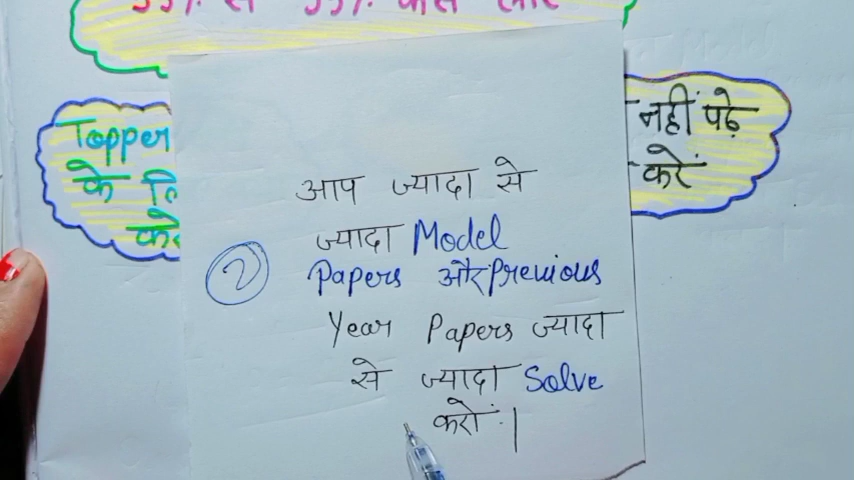 Topper
के
नहीं पढ़े
करें
②
आप ज्यादा से
ज्यादा Model
Papers और Previous
Year Papers ज्यादा
से ज्यादा Solve
करों ।